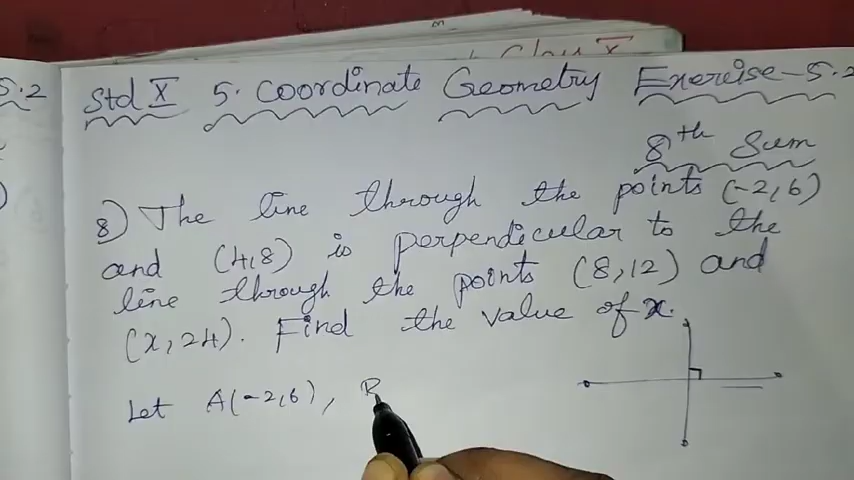 5.2
Std X 5. Coordinate Geometry Exercise-5.2
8th Sum
8) The line through the points (-2,6)
and (4,8) is perpendicular to the
line through the points (8,12) and
(x,24). Find the value of x.
Let A(-2,6), B